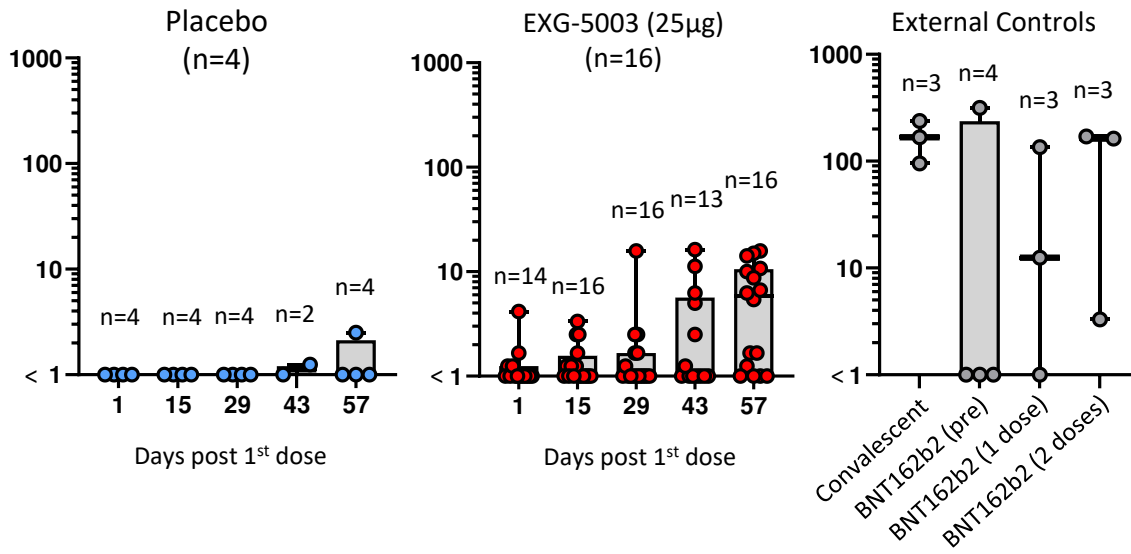 Placebo
(n=4)
1000
100
10
< 1
n=4
n=4
n=4
n=2
n=4
1
15
29
43
57
Days post 1st dose
EXG-5003 (25µg)
(n=16)
1000
100
10
< 1
n=14
n=16
n=16
n=13
n=16
1
15
29
43
57
Days post 1st dose
External Controls
1000
100
10
< 1
n=3
n=4
n=3
n=3
Convalescent
BNT162b2 (pre)
BNT162b2 (1 dose)
BNT162b2 (2 doses)